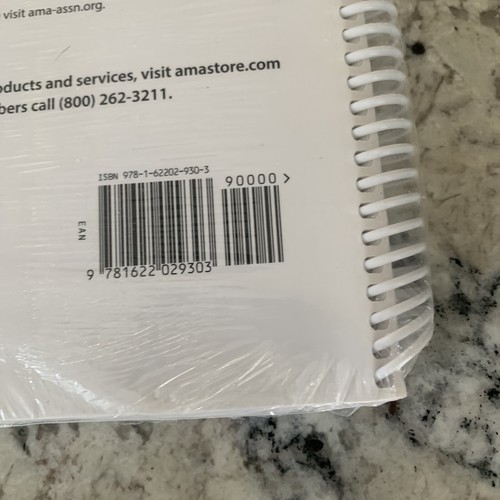 visit ama-assn.org.
products and services, visit amastore.com
bers call (800) 262-3211.
ISBN 978-1-62202-930-3
90000 >
EAN
9 781622 029303